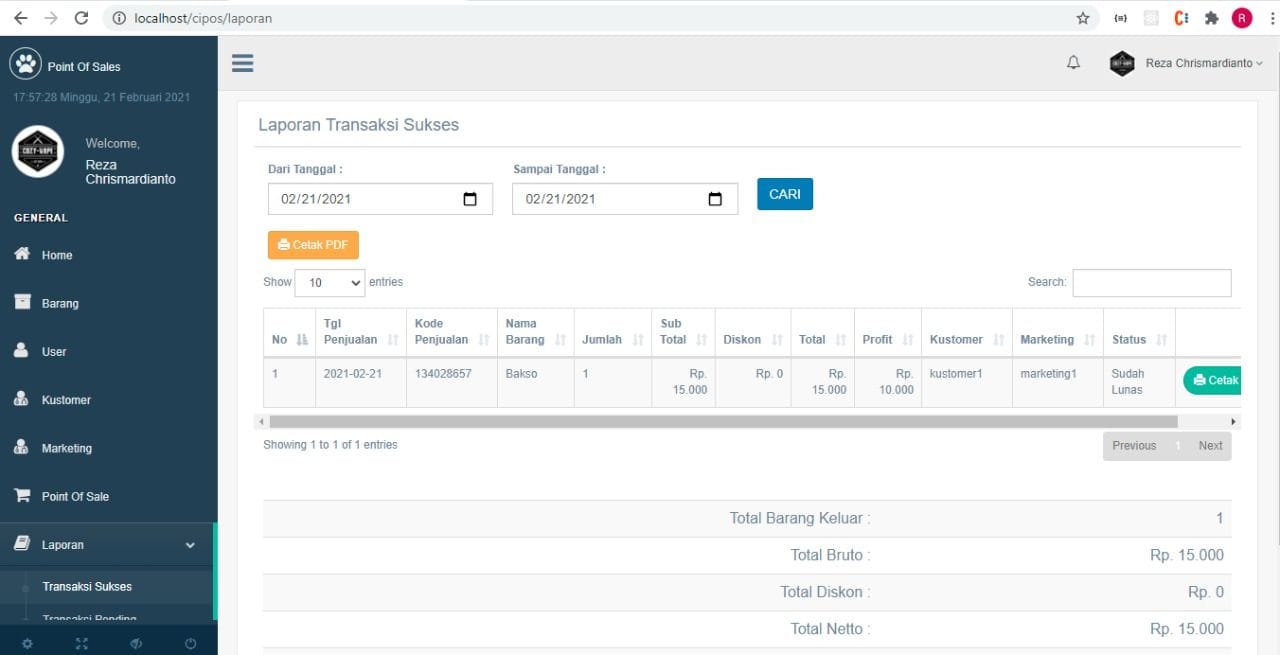 localhost/cipos/laporan
R
Point Of Sales
17:57:28 Minggu, 21 Februari 2021
COZY-VAPE
Welcome,
Reza
Chrismardianto
GENERAL
Home
Barang
User
Kustomer
Marketing
Point Of Sale
Laporan
Transaksi Sukses
Transaksi Pending
Reza Chrismardianto
Laporan Transaksi Sukses
Dari Tanggal :
Sampai Tanggal :
02/21/2021
02/21/2021
CARI
Cetak PDF
Show 10 entries
Search:
No Tgl Penjualan Kode Penjualan Nama Barang Jumlah Sub Total Diskon Total Profit Kustomer Marketing Status
1 2021-02-21 134028657 Bakso 1 Rp. 15.000 Rp. 0 Rp. 15.000 Rp. 10.000 kustomer1 marketing1 Sudah Lunas Cetak
Showing 1 to 1 of 1 entries
Previous 1 Next
Total Barang Keluar : 1
Total Bruto : Rp. 15.000
Total Diskon : Rp. 0
Total Netto : Rp. 15.000